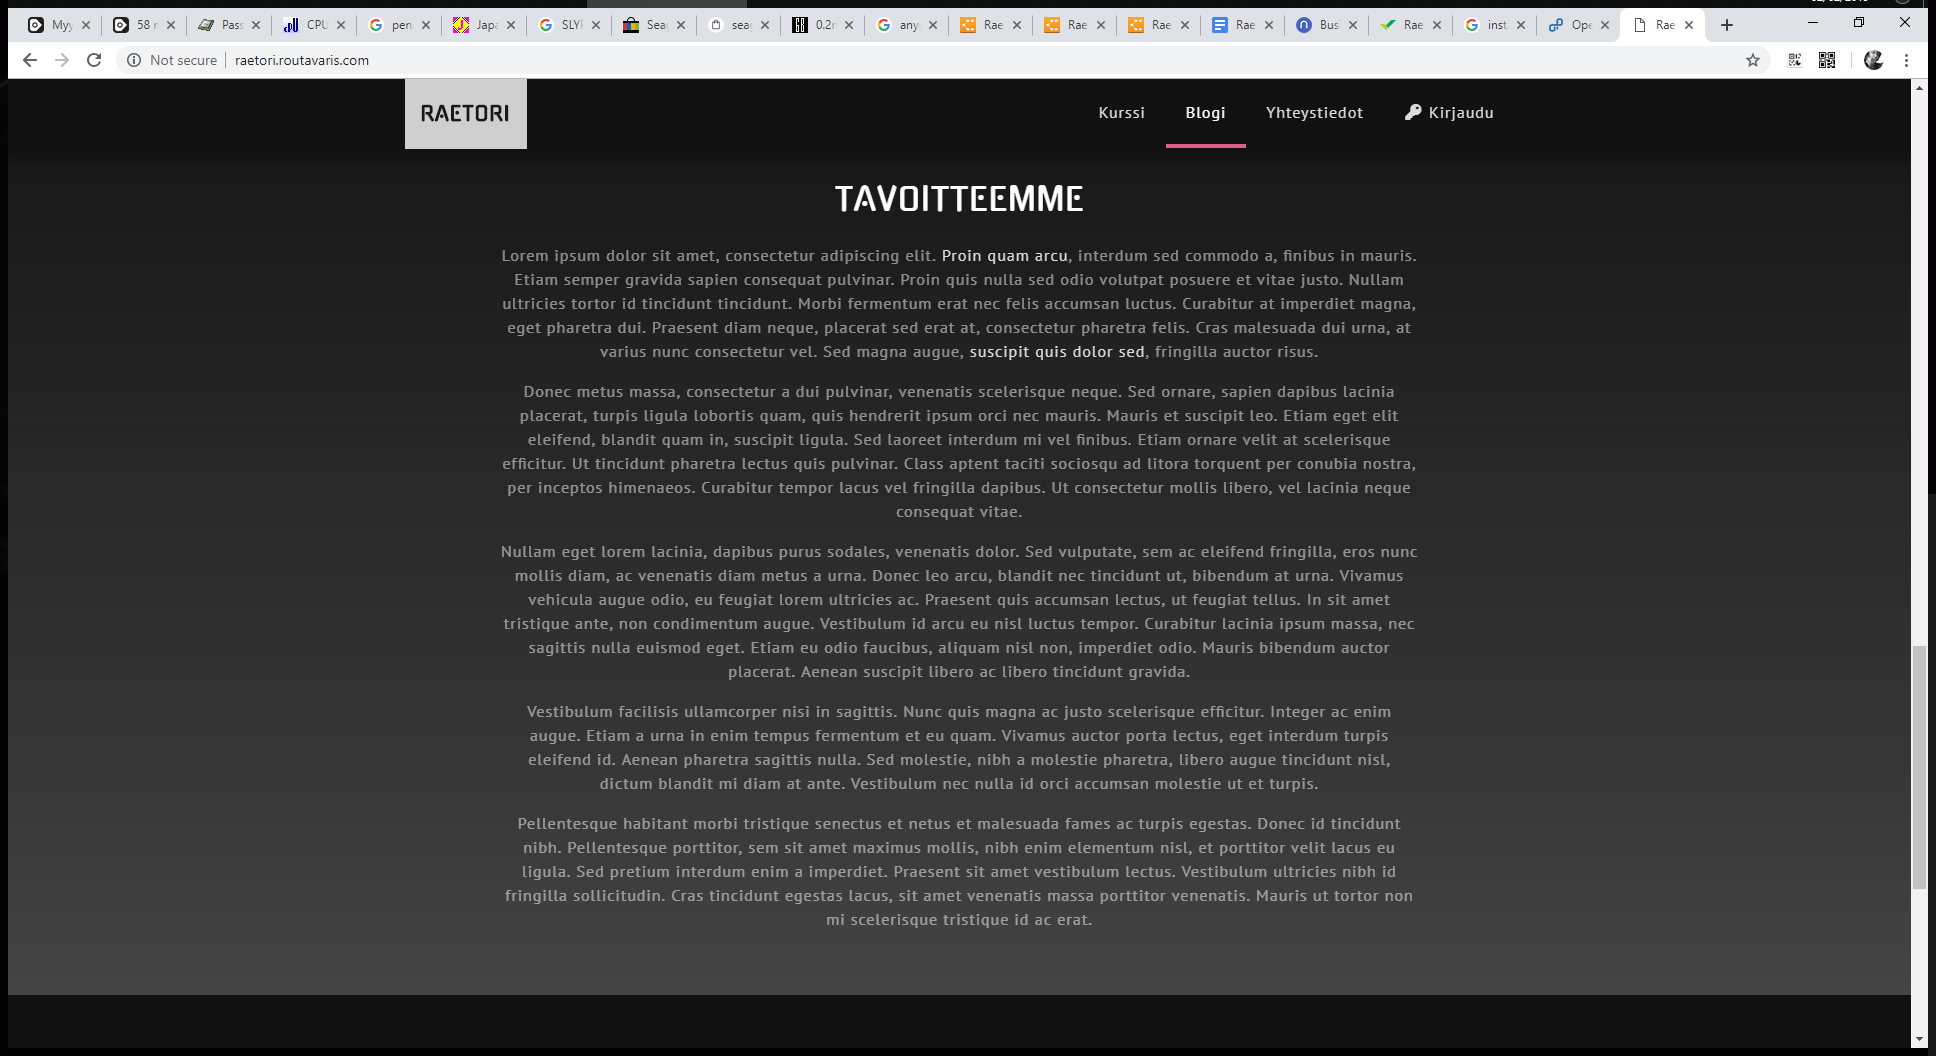 Myy
58 r
Pass
CPU
pen
Japa
SLYF
Sea
sea
0.2
any
Rae
Rae
Rae
Rae
Bus
Rae
inst
Ope
Rae
Not secure
raetori.routavaris.com
RAETORI
Kurssi
Blogi
Yhteystiedot
Kirjaudu
TAVOITTEEMME
Lorem ipsum dolor sit amet, consectetur adipiscing elit. Proin quam arcu, interdum sed commodo a, finibus in mauris.
Etiam semper gravida sapien consequat pulvinar. Proin quis nulla sed odio volutpat posuere et vitae justo. Nullam
ultricies tortor id tincidunt tincidunt. Morbi fermentum erat nec felis accumsan luctus. Curabitur at imperdiet magna,
eget pharetra dui. Praesent diam neque, placerat sed erat at, consectetur pharetra felis. Cras malesuada dui urna, at
varius nunc consectetur vel. Sed magna augue, suscipit quis dolor sed, fringilla auctor risus.
Donec metus massa, consectetur a dui pulvinar, venenatis scelerisque neque. Sed ornare, sapien dapibus lacinia
placerat, turpis ligula lobortis quam, quis hendrerit ipsum orci nec mauris. Mauris et suscipit leo. Etiam eget elit
eleifend, blandit quam in, suscipit ligula. Sed laoreet interdum mi vel finibus. Etiam ornare velit at scelerisque
efficitur. Ut tincidunt pharetra lectus quis pulvinar. Class aptent taciti sociosqu ad litora torquent per conubia nostra,
per inceptos himenaeos. Curabitur tempor lacus vel fringilla dapibus. Ut consectetur mollis libero, vel lacinia neque
consequat vitae.
Nullam eget lorem lacinia, dapibus purus sodales, venenatis dolor. Sed vulputate, sem ac eleifend fringilla, eros nunc
mollis diam, ac venenatis diam metus a urna. Donec leo arcu, blandit nec tincidunt ut, bibendum at urna. Vivamus
vehicula augue odio, eu feugiat lorem ultricies ac. Praesent quis accumsan lectus, ut feugiat tellus. In sit amet
tristique ante, non condimentum augue. Vestibulum id arcu eu nisl luctus tempor. Curabitur lacinia ipsum massa, nec
sagittis nulla euismod eget. Etiam eu odio faucibus, aliquam nisl non, imperdiet odio. Mauris bibendum auctor
placerat. Aenean suscipit libero ac libero tincidunt gravida.
Vestibulum facilisis ullamcorper nisi in sagittis. Nunc quis magna ac justo scelerisque efficitur. Integer ac enim
augue. Etiam a urna in enim tempus fermentum et eu quam. Vivamus auctor porta lectus, eget interdum turpis
eleifend id. Aenean pharetra sagittis nulla. Sed molestie, nibh a molestie pharetra, libero augue tincidunt nisl,
dictum blandit mi diam at ante. Vestibulum nec nulla id orci accumsan molestie ut et turpis.
Pellentesque habitant morbi tristique senectus et netus et malesuada fames ac turpis egestas. Donec id tincidunt
nibh. Pellentesque porttitor, sem sit amet maximus mollis, nibh enim elementum nisl, et porttitor velit lacus eu
ligula. Sed pretium interdum enim a imperdiet. Praesent sit amet vestibulum lectus. Vestibulum ultricies nibh id
fringilla sollicitudin. Cras tincidunt egestas lacus, sit amet venenatis massa porttitor venenatis. Mauris ut tortor non
mi scelerisque tristique id ac erat.